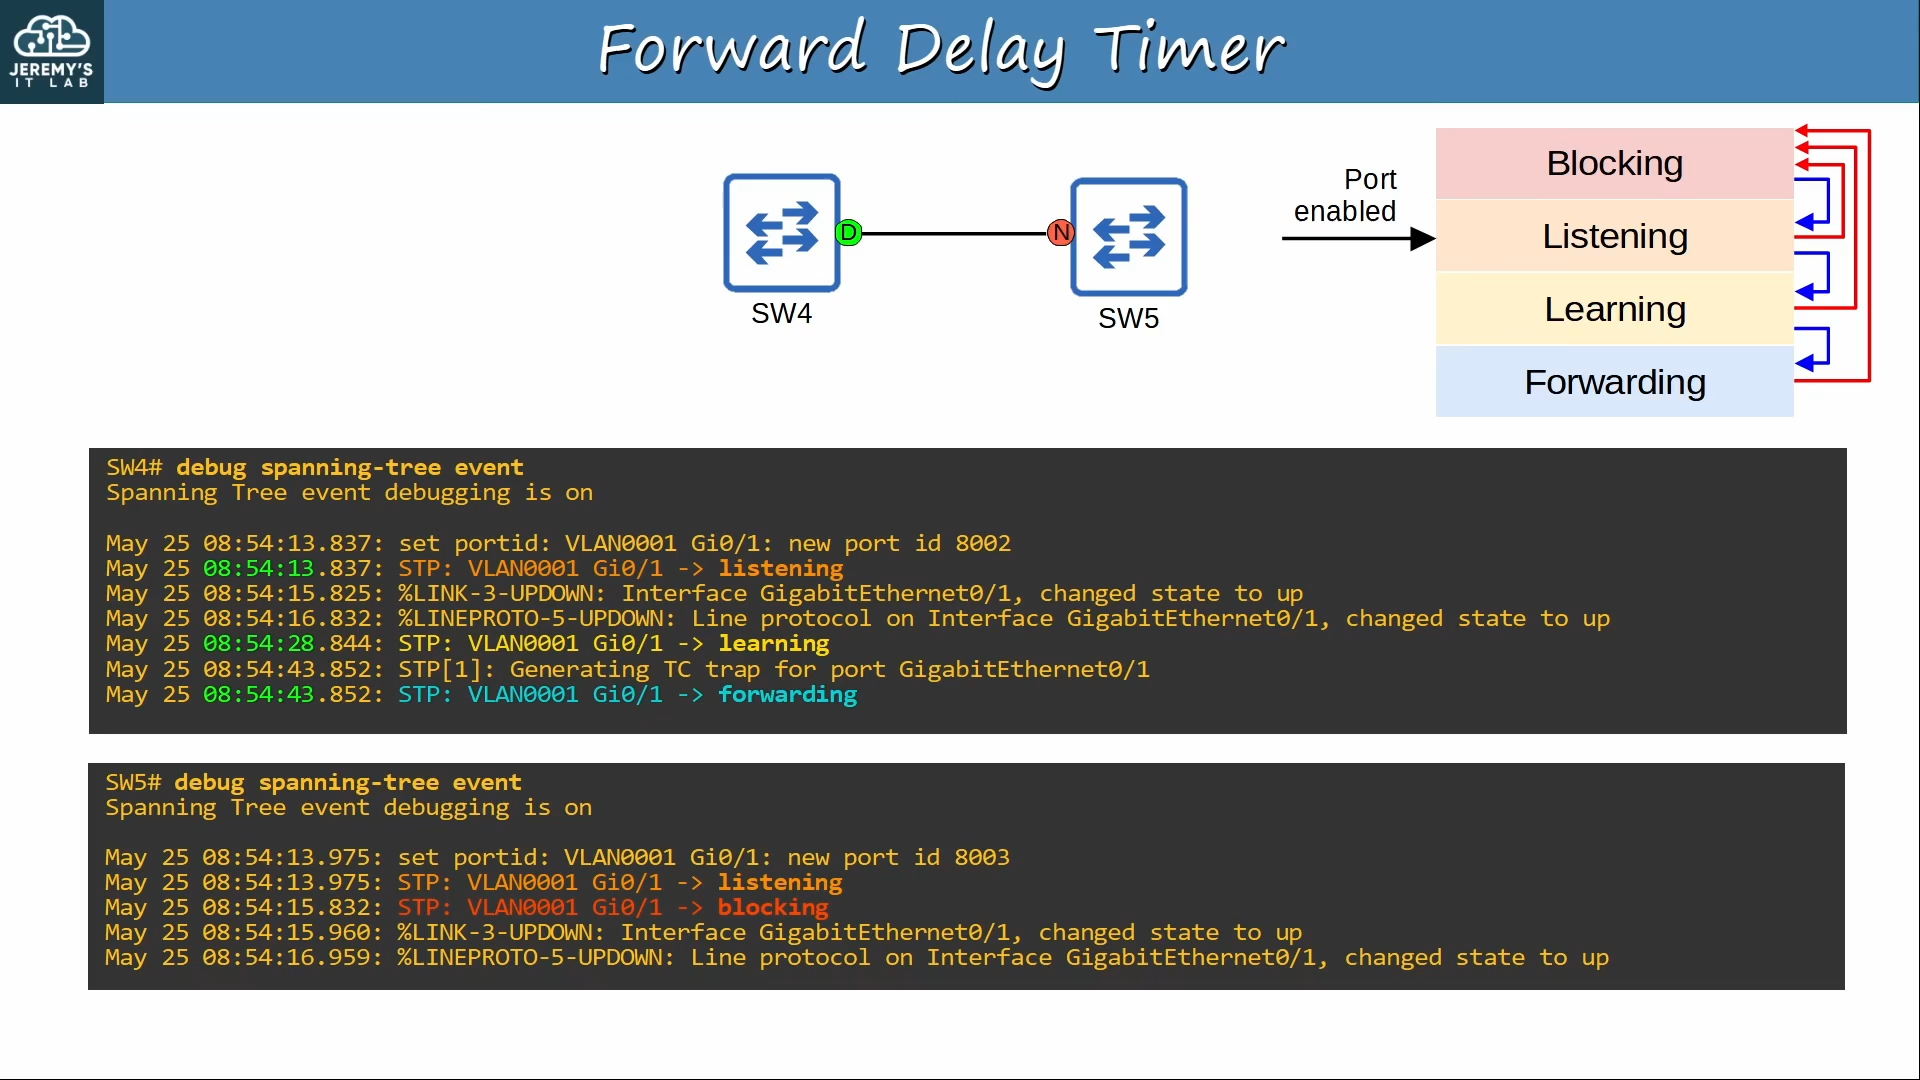 JEREMY'S
IT LAB
Forward Delay Timer
D
N
SW4
SW5
Port
enabled
Blocking
Listening
Learning
Forwarding
SW4# debug spanning-tree event
Spanning Tree event debugging is on
May 25 08:54:13.837: set portid: VLAN0001 Gi0/1: new port id 8002
May 25 08:54:13.837: STP: VLAN0001 Gi0/1 -> listening
May 25 08:54:15.825: %LINK-3-UPDOWN: Interface GigabitEthernet0/1, changed state to up
May 25 08:54:16.832: %LINEPROTO-5-UPDOWN: Line protocol on Interface GigabitEthernet0/1, changed state to up
May 25 08:54:28.844: STP: VLAN0001 Gi0/1 -> learning
May 25 08:54:43.852: STP[1]: Generating TC trap for port GigabitEthernet0/1
May 25 08:54:43.852: STP: VLAN0001 Gi0/1 -> forwarding
SW5# debug spanning-tree event
Spanning Tree event debugging is on
May 25 08:54:13.975: set portid: VLAN0001 Gi0/1: new port id 8003
May 25 08:54:13.975: STP: VLAN0001 Gi0/1 -> listening
May 25 08:54:15.832: STP: VLAN0001 Gi0/1 -> blocking
May 25 08:54:15.960: %LINK-3-UPDOWN: Interface GigabitEthernet0/1, changed state to up
May 25 08:54:16.959: %LINEPROTO-5-UPDOWN: Line protocol on Interface GigabitEthernet0/1, changed state to up